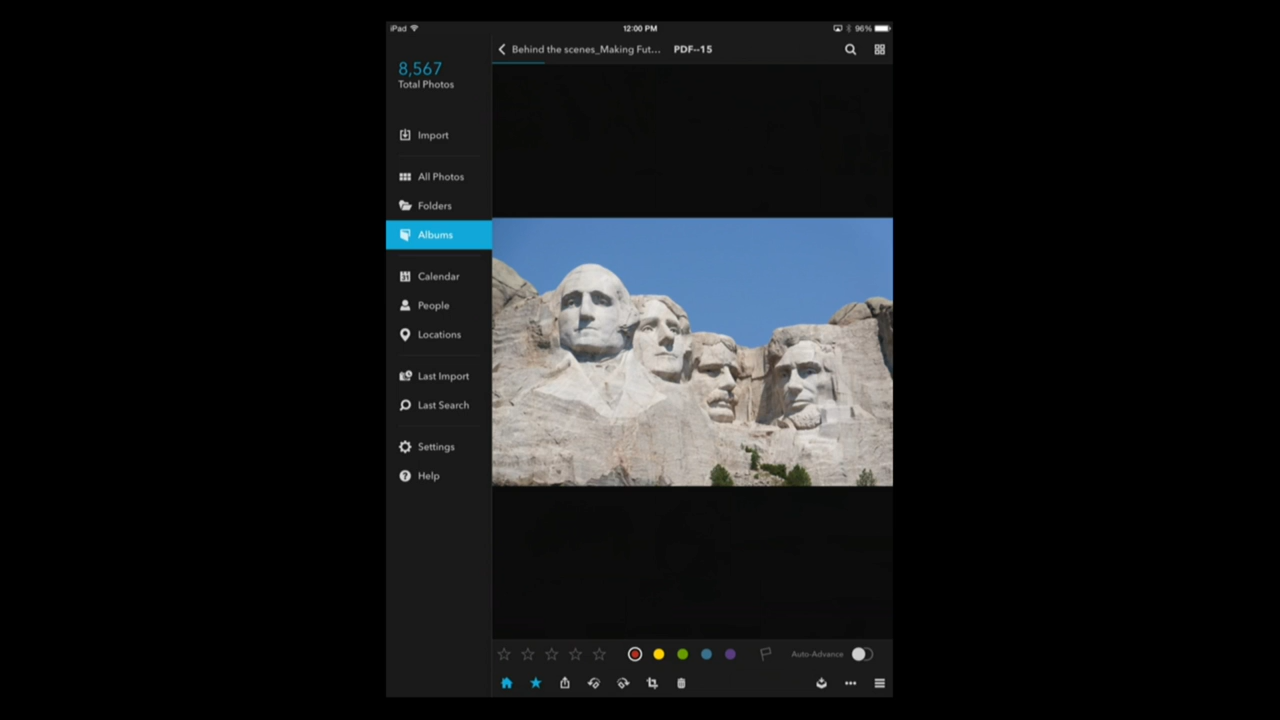 iPad
12:00 PM
96%
8,567
Total Photos
Behind the scenes_Making Fut...
PDF--15
Import
All Photos
Folders
Albums
Calendar
People
Locations
Last Import
Last Search
Settings
Help
Auto-Advance